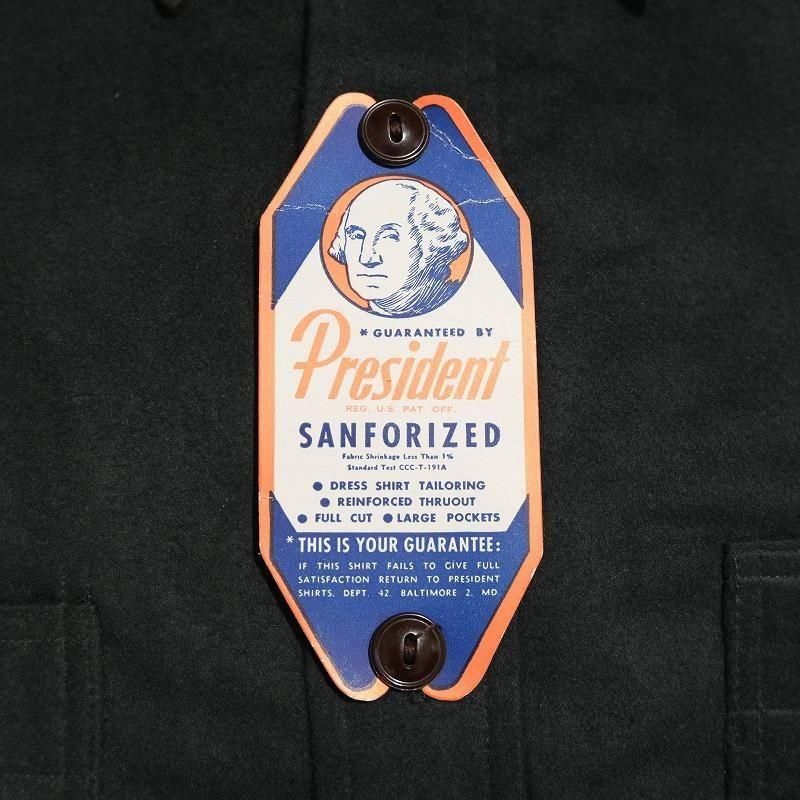 * GUARANTEED BY
President
REG. U.S. PAT. OFF.
SANFORIZED
Fabric Shrinkage Less Than 1%
Standard Test CCC-T-191A
● DRESS SHIRT TAILORING
● REINFORCED THRUOUT
● FULL CUT ● LARGE POCKETS
* THIS IS YOUR GUARANTEE:
IF THIS SHIRT FAILS TO GIVE FULL
SATISFACTION RETURN TO PRESIDENT
SHIRTS, DEPT. 42, BALTIMORE 2, MD.